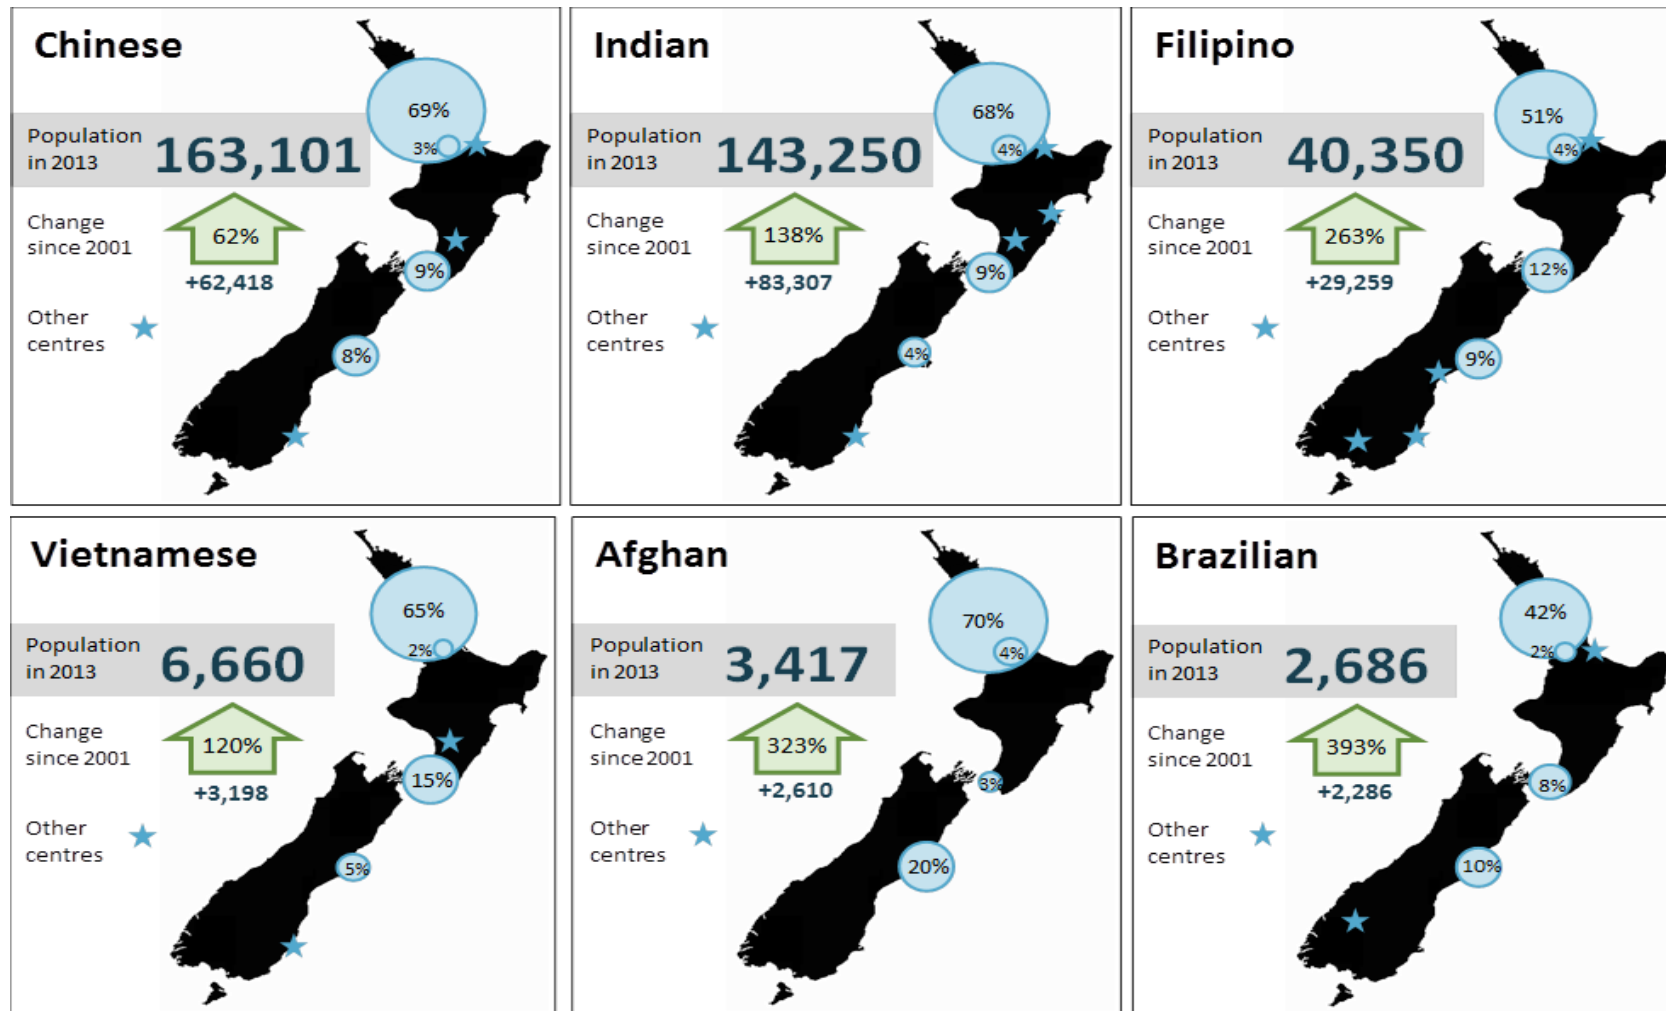 Chinese
69%
3%
Population
in 2013
163,101
Change
since 2001
62%
+62,418
9%
Other
centres
8%
Indian
68%
4%
Population
in 2013
143,250
Change
since 2001
138%
+83,307
9%
Other
centres
4%
Filipino
51%
4%
Population
in 2013
40,350
Change
since 2001
263%
+29,259
12%
Other
centres
9%
Vietnamese
65%
2%
Population
in 2013
6,660
Change
since 2001
120%
+3,198
15%
Other
centres
5%
Afghan
70%
4%
Population
in 2013
3,417
Change
since 2001
323%
+2,610
3%
Other
centres
20%
Brazilian
42%
2%
Population
in 2013
2,686
Change
since 2001
393%
+2,286
8%
Other
centres
10%